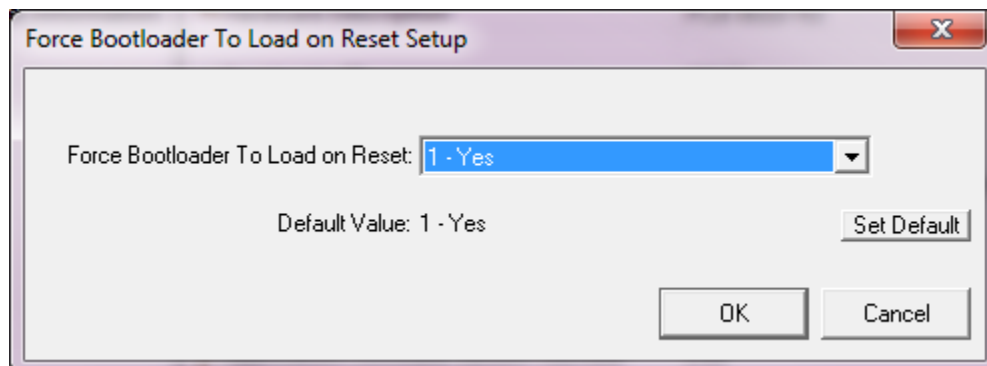 Force Bootloader To Load on Reset Setup
Force Bootloader To Load on Reset: 1 - Yes
Default Value: 1 - Yes Set Default
OK Cancel